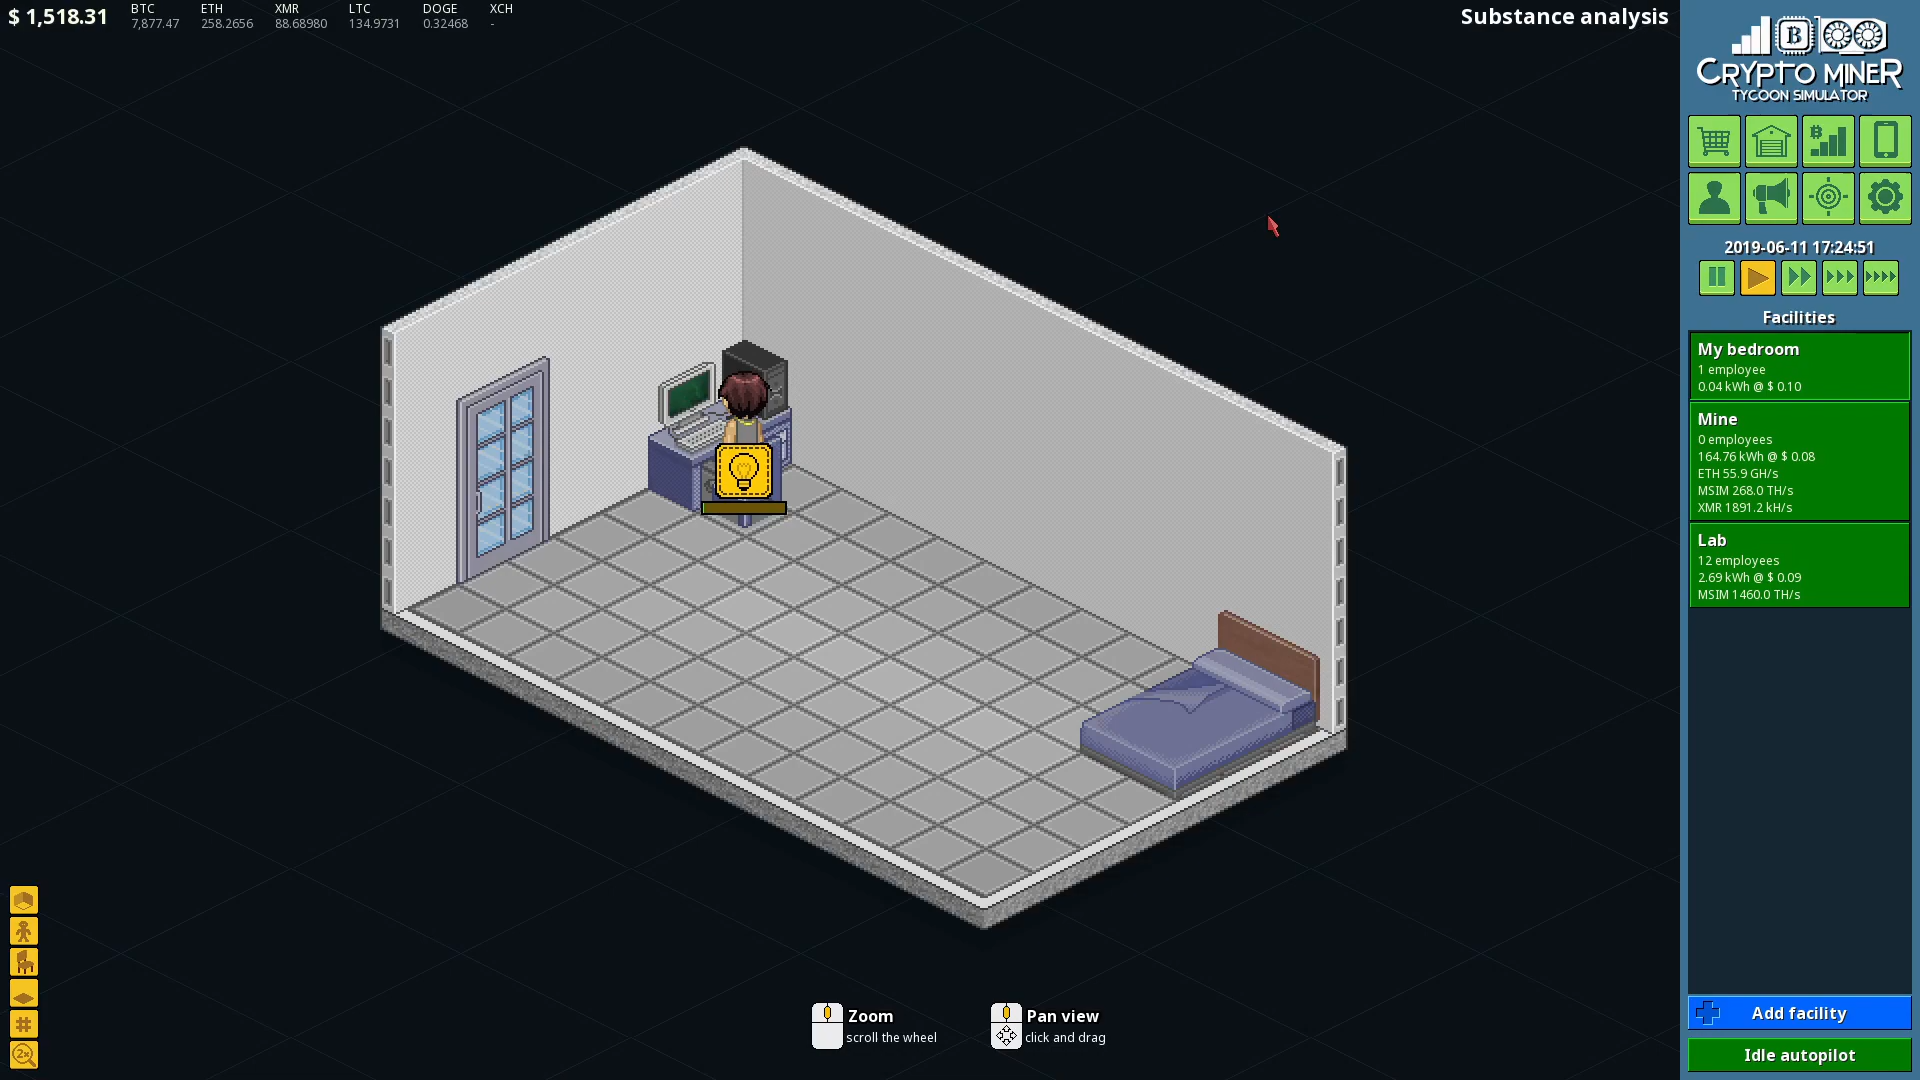 $ 1,518.31
BTC
7,877.47
ETH
258.2656
XMR
88.68980
LTC
134.9731
DOGE
0.32468
XCH
-
Substance analysis
B
CRYPTO MINER
TYCOON SIMULATOR
2019-06-11 17:24:51
Facilities
My bedroom
1 employee
0.04 kWh @ $ 0.10
Mine
0 employees
164.76 kWh @ $ 0.08
ETH 55.9 GH/s
MSIM 268.0 TH/s
XMR 1891.2 kH/s
Lab
12 employees
2.69 kWh @ $ 0.09
MSIM 1460.0 TH/s
2x
Zoom
scroll the wheel
Pan view
click and drag
Add facility
Idle autopilot